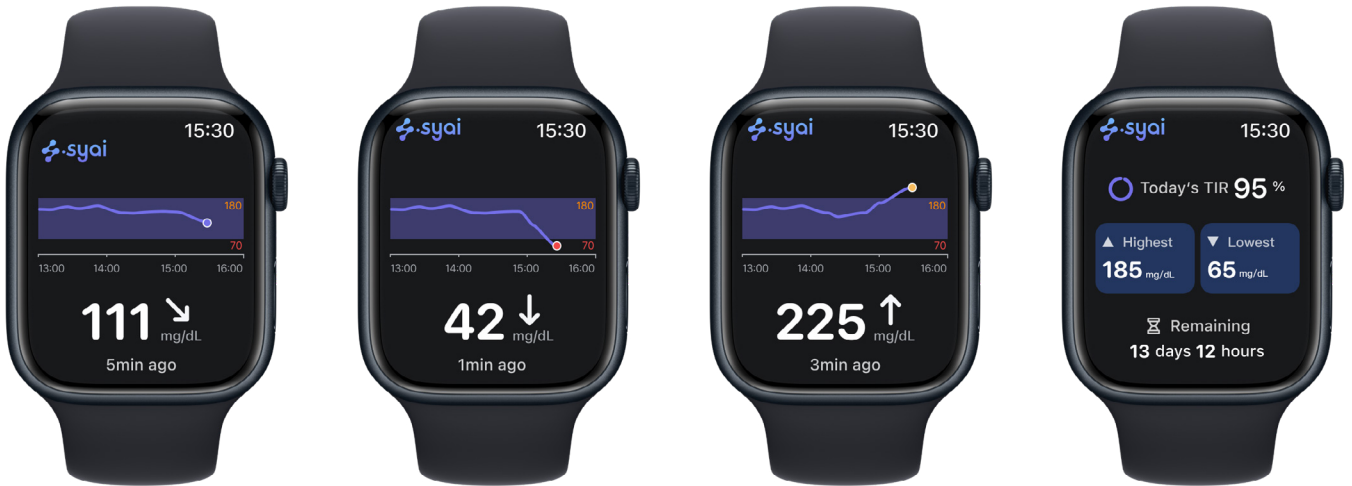 15:30
syai
180
70
13:00 14:00 15:00 16:00
111 mg/dL
5min ago
syai 15:30
180
70
13:00 14:00 15:00 16:00
42 mg/dL
1min ago
syai 15:30
180
70
13:00 14:00 15:00 16:00
225 mg/dL
3min ago
syai 15:30
Today's TIR 95 %
Highest Lowest
185 mg/dL 65 mg/dL
Remaining
13 days 12 hours